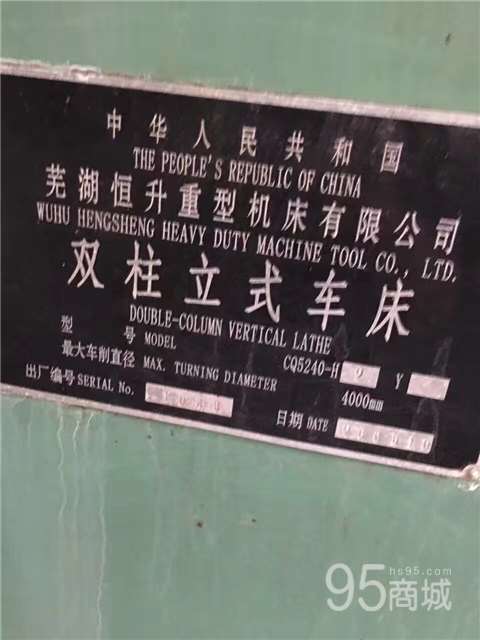 中华人民共和国
THE PEOPLE'S REPUBLIC OF CHINA
芜湖恒升重型机床有限公司
WUHU HENGSHENG HEAVY DUTY MACHINE TOOL CO., LTD.
双柱立式车床
DOUBLE-COLUMN VERTICAL LATHE
型号 MODEL CQ5240-H Y
最大车削直径 MAX. TURNING DIAMETER 4000mm
出厂编号 SERIAL No. 日期 DATE
hs95.com
95商城